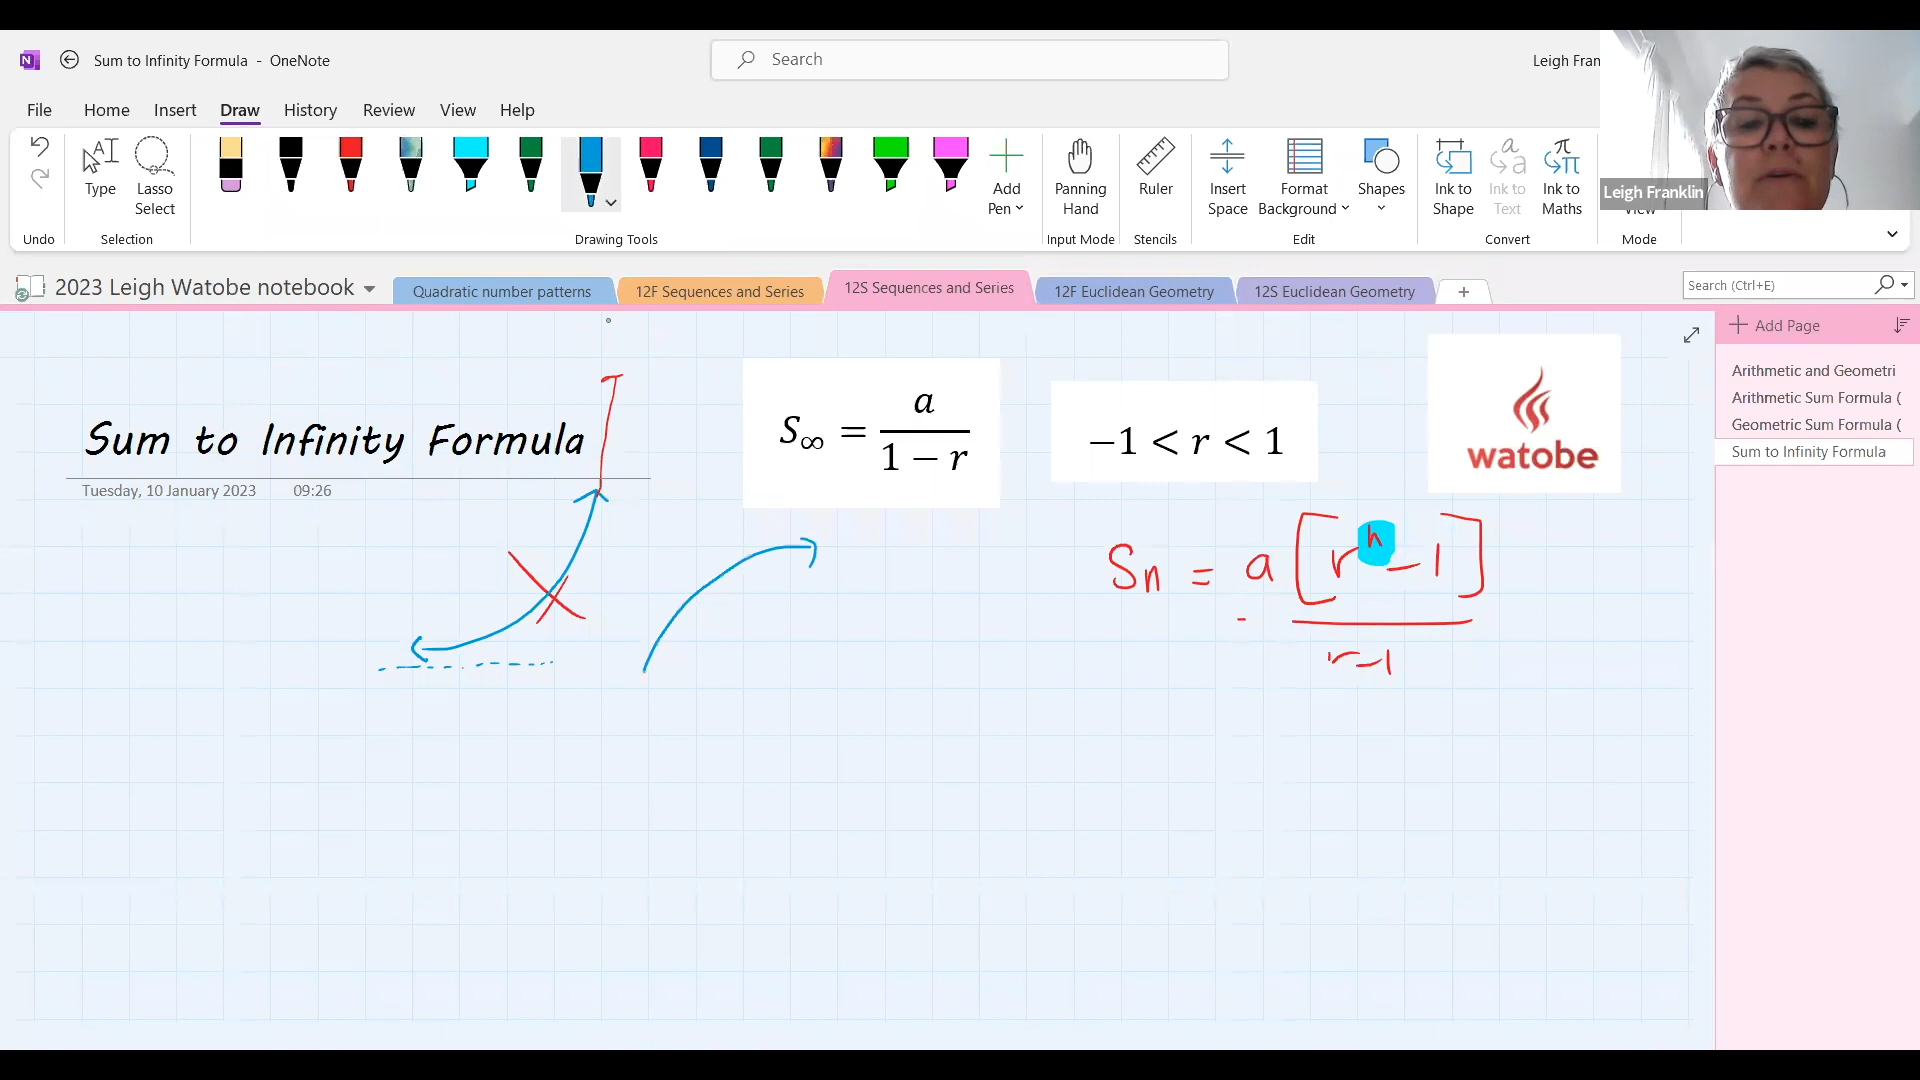 Sum to Infinity Formula - OneNote
Search
Leigh Fran
File Home Insert Draw History Review View Help
Type
Lasso Select
Add Pen
Panning Hand
Ruler
Insert Space
Format Background
Shapes
Ink to Shape
Ink to Text
Ink to Maths
View
Leigh Franklin
Undo Selection Drawing Tools Input Mode Stencils Edit Convert Mode
2023 Leigh Watobe notebook
Quadratic number patterns
12F Sequences and Series
12S Sequences and Series
12F Euclidean Geometry
12S Euclidean Geometry
Search (Ctrl+E)
Add Page
Arithmetic and Geometri
Arithmetic Sum Formula (
Geometric Sum Formula (
Sum to Infinity Formula
Sum to Infinity Formula
Tuesday, 10 January 2023 09:26
S∞ = a / (1 − r)
−1 < r < 1
watobe
Sn = a [r^n − 1]
r−1